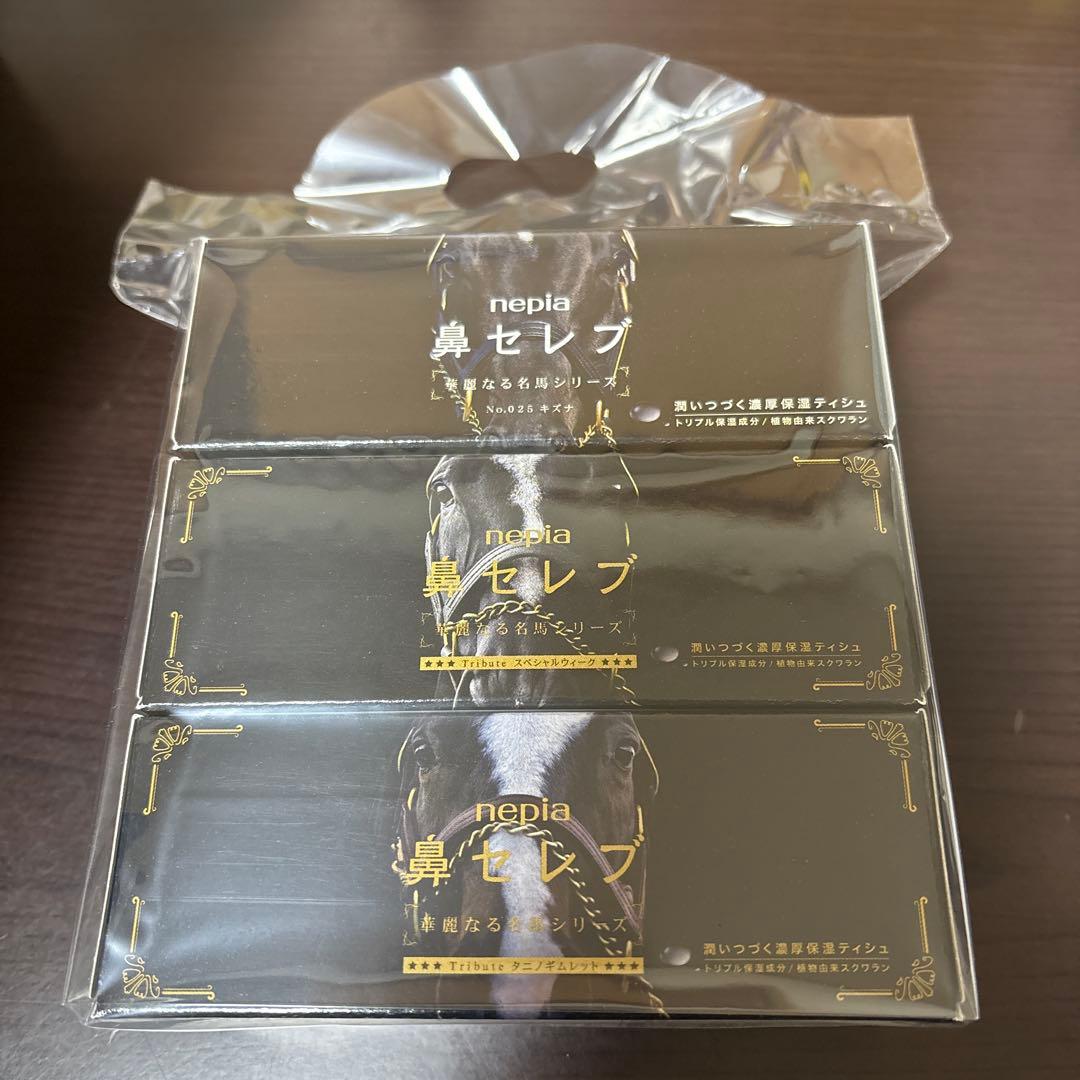 nepia
鼻セレブ
華麗なる名馬シリーズ
No.025 キズナ
潤いつづく濃厚保湿ティシュ
トリプル保湿成分/植物由来スクワラン
nepia
鼻セレブ
華麗なる名馬シリーズ
★★★ Tribute スペシャルウィーク ★★★
潤いつづく濃厚保湿ティシュ
トリプル保湿成分/植物由来スクワラン
nepia
鼻セレブ
華麗なる名馬シリーズ
★★★ Tribute タニノギムレット ★★★
潤いつづく濃厚保湿ティシュ
トリプル保湿成分/植物由来スクワラン